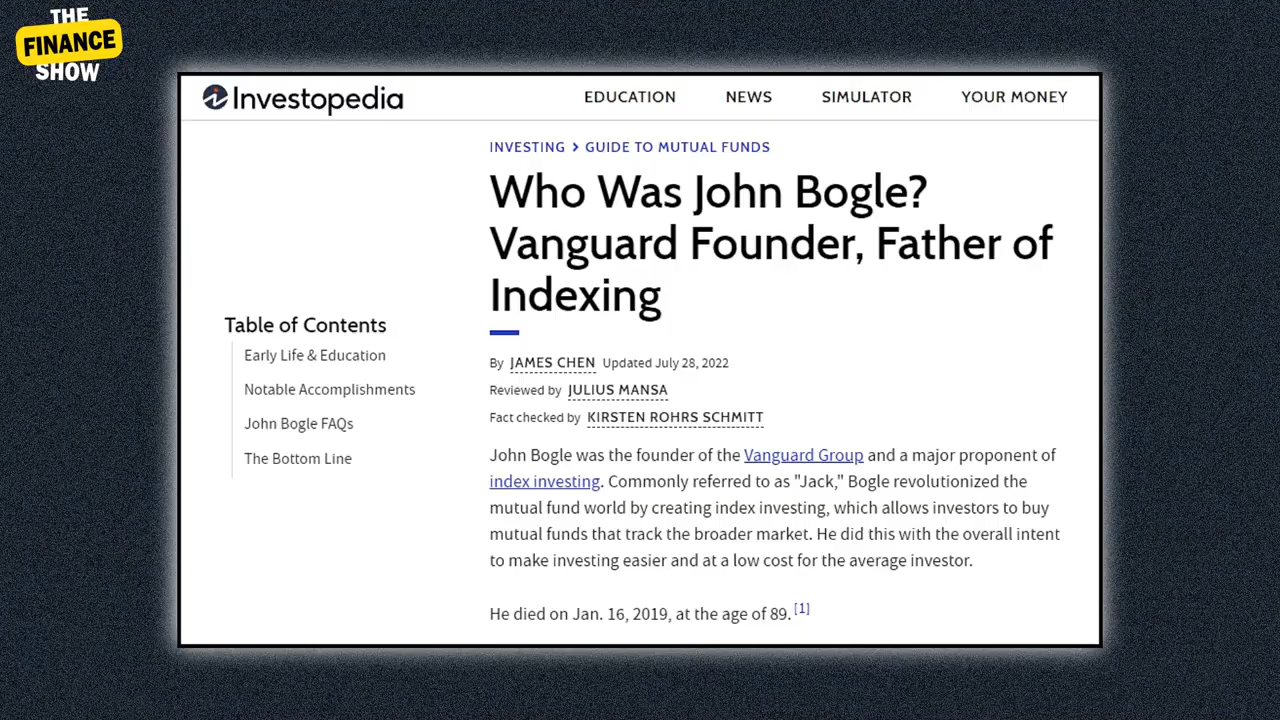 THE
FINANCE
SHOW
Investopedia
EDUCATION NEWS SIMULATOR YOUR MONEY
INVESTING > GUIDE TO MUTUAL FUNDS
Who Was John Bogle?
Vanguard Founder, Father of
Indexing
By JAMES CHEN Updated July 28, 2022
Reviewed by JULIUS MANSA
Fact checked by KIRSTEN ROHRS SCHMITT
Table of Contents
Early Life & Education
Notable Accomplishments
John Bogle FAQs
The Bottom Line
John Bogle was the founder of the Vanguard Group and a major proponent of
index investing. Commonly referred to as "Jack," Bogle revolutionized the
mutual fund world by creating index investing, which allows investors to buy
mutual funds that track the broader market. He did this with the overall intent
to make investing easier and at a low cost for the average investor.
He died on Jan. 16, 2019, at the age of 89. [1]